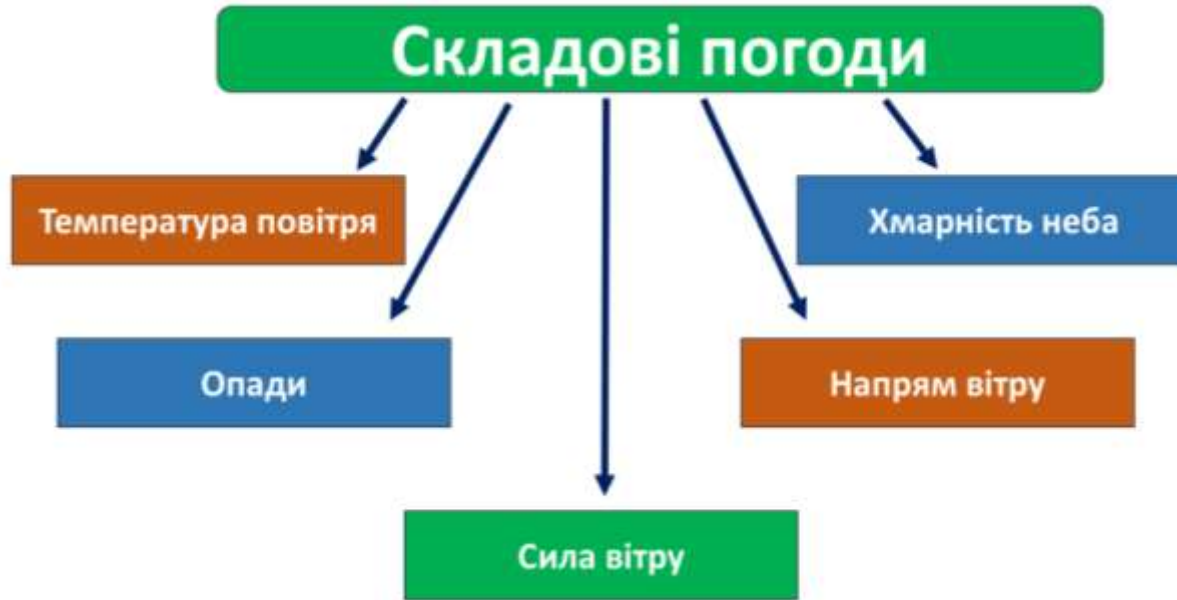 Складові погоди
Температура повітря
Хмарність неба
Опади
Напрям вітру
Сила вітру